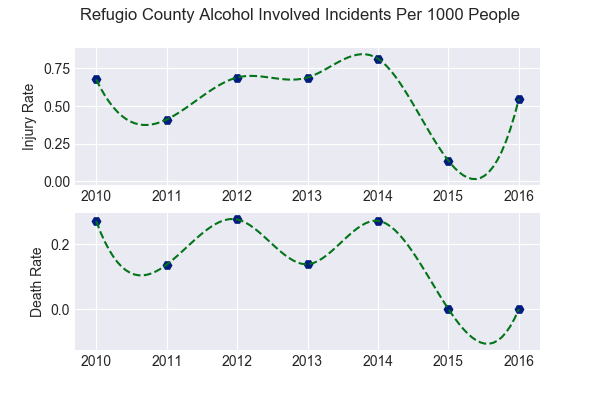 Refugio County Alcohol Involved Incidents Per 1000 People
Injury Rate
0.75
0.50
0.25
0.00
2010 2011 2012 2013 2014 2015 2016
Death Rate
0.2
0.0
2010 2011 2012 2013 2014 2015 2016